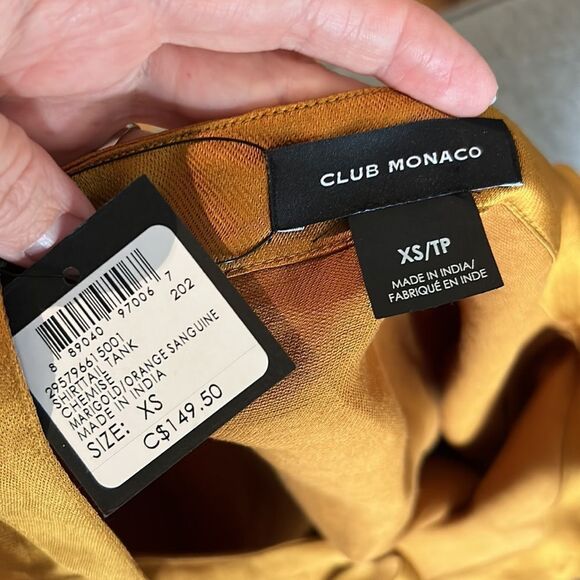 CLUB MONACO
XS/TP
MADE IN INDIA/
FABRIQUÉ EN INDE
8 89040 97006 7
202
295796615001
SHIRTTAIL TANK
CHEMISE
MARIGOLD/ORANGE SANGUINE
MADE IN INDIA
SIZE: XS
C$149.50